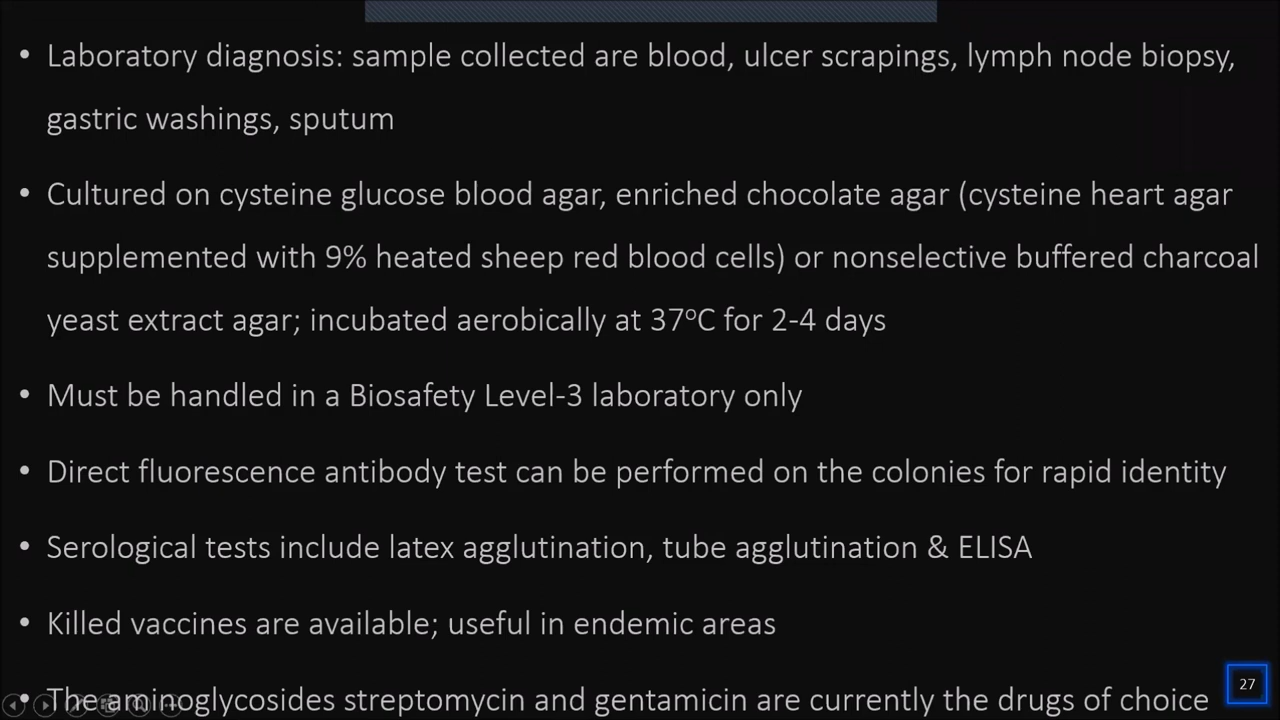 • Laboratory diagnosis: sample collected are blood, ulcer scrapings, lymph node biopsy,
gastric washings, sputum
• Cultured on cysteine glucose blood agar, enriched chocolate agar (cysteine heart agar
supplemented with 9% heated sheep red blood cells) or nonselective buffered charcoal
yeast extract agar; incubated aerobically at 37°C for 2-4 days
• Must be handled in a Biosafety Level-3 laboratory only
• Direct fluorescence antibody test can be performed on the colonies for rapid identity
• Serological tests include latex agglutination, tube agglutination & ELISA
• Killed vaccines are available; useful in endemic areas
• The aminoglycosides streptomycin and gentamicin are currently the drugs of choice
27